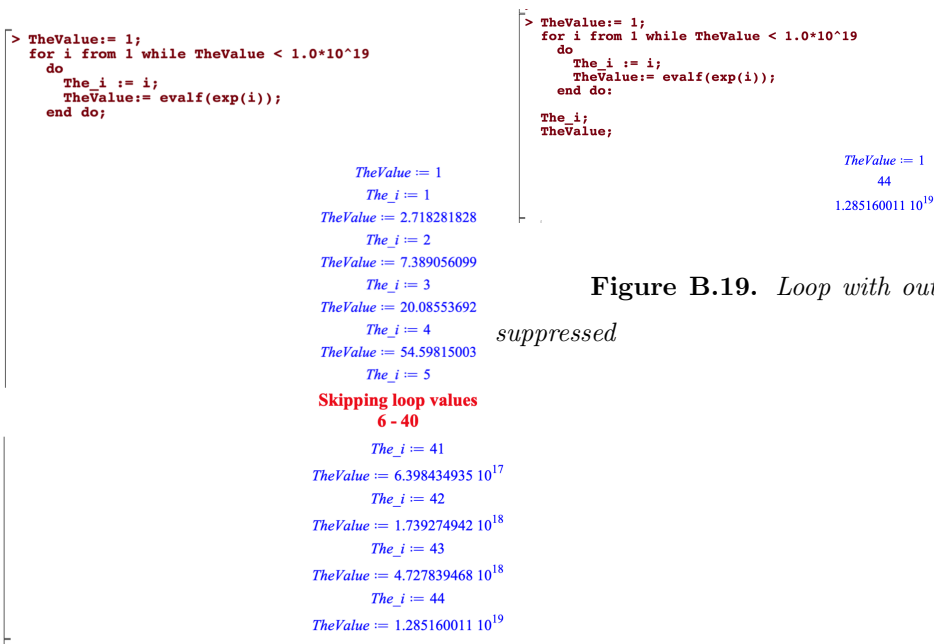 > TheValue:= 1;
for i from 1 while TheValue < 1.0*10^19
do
The_i := i;
TheValue:= evalf(exp(i));
end do;
TheValue := 1
The_i := 1
TheValue := 2.718281828
The_i := 2
TheValue := 7.389056099
The_i := 3
TheValue := 20.08553692
The_i := 4
TheValue := 54.59815003
The_i := 5
Skipping loop values
6 - 40
The_i := 41
TheValue := 6.398434935 10^17
The_i := 42
TheValue := 1.739274942 10^18
The_i := 43
TheValue := 4.727839468 10^18
The_i := 44
TheValue := 1.285160011 10^19
> TheValue:= 1;
for i from 1 while TheValue < 1.0*10^19
do
The_i := i;
TheValue:= evalf(exp(i));
end do:
The_i;
TheValue;
TheValue := 1
44
1.285160011 10^19
Figure B.19. Loop with out
suppressed